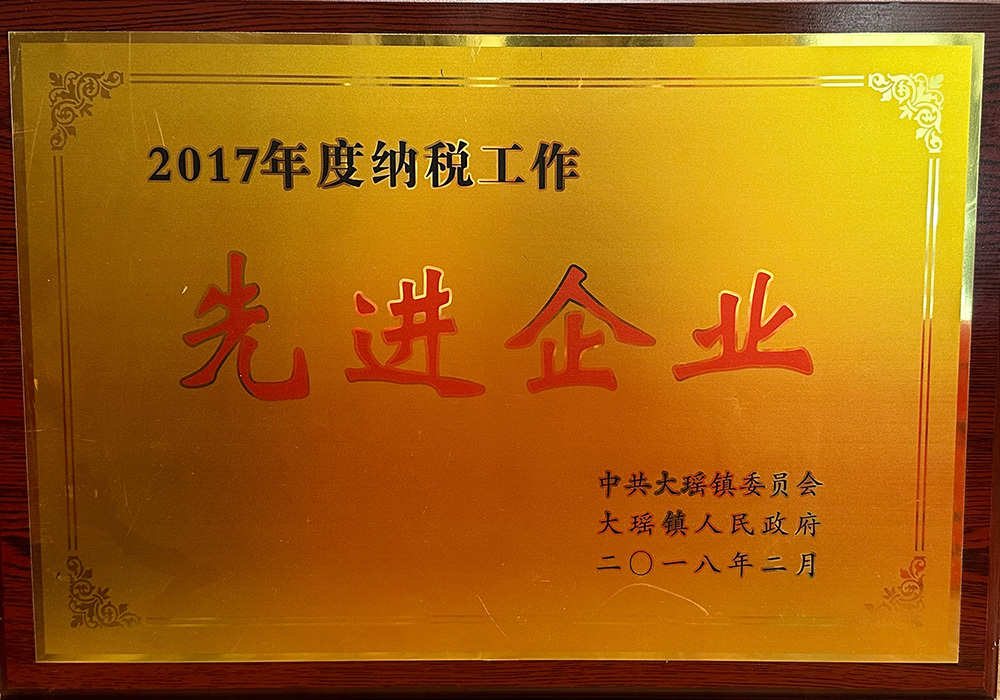 2017年度纳税工作
先进企业
中共大瑶镇委员会
大瑶镇人民政府
二〇一八年二月